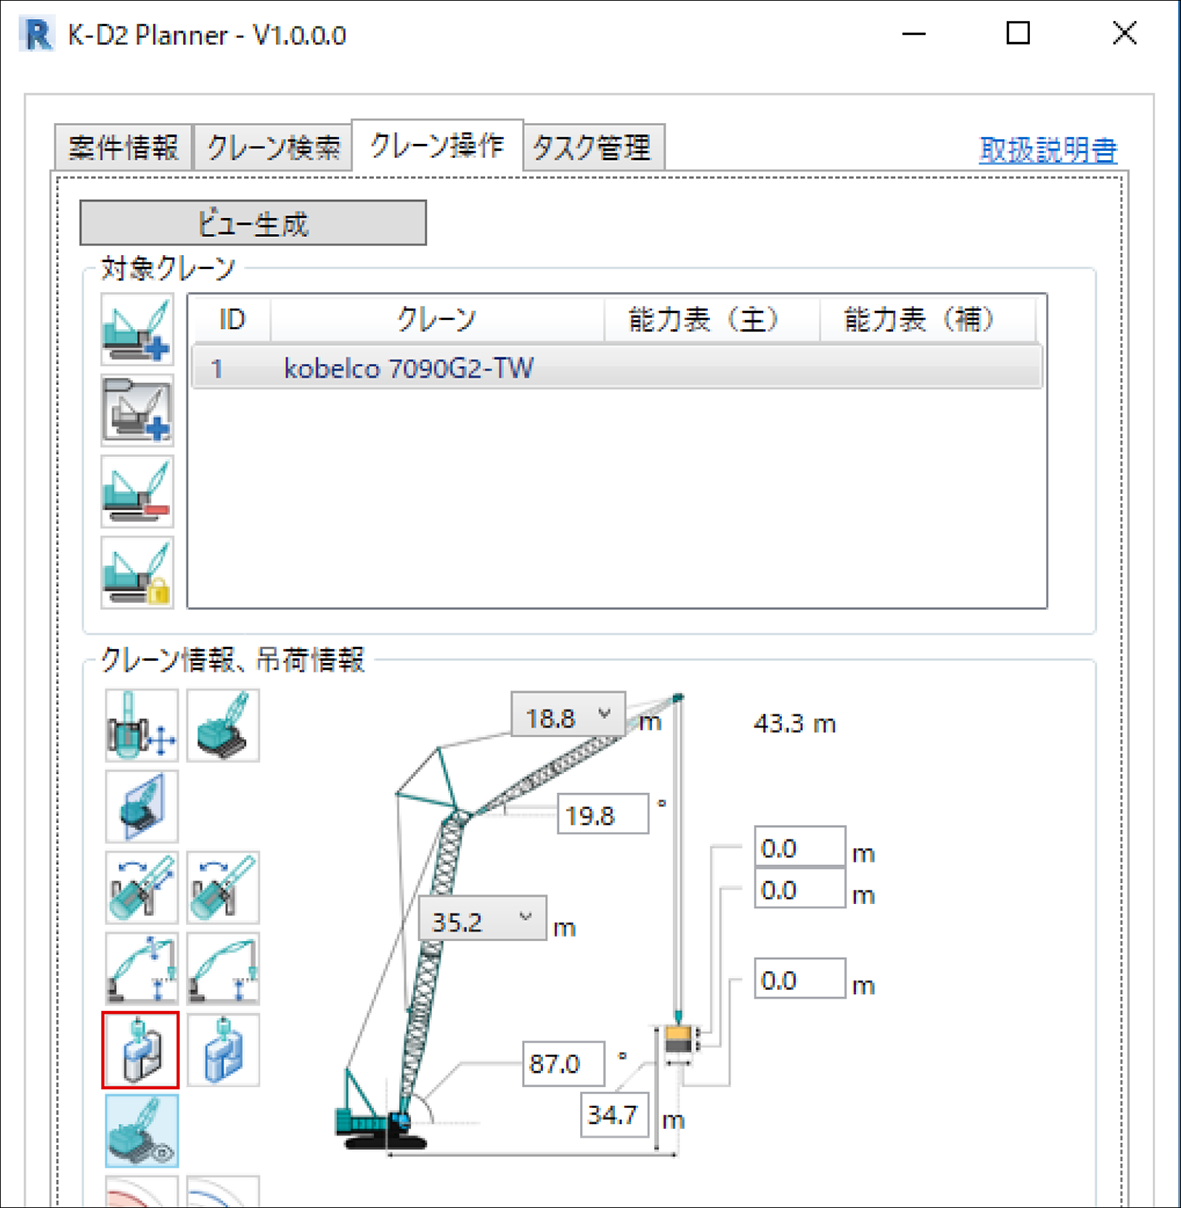 K-D2 Planner - V1.0.0.0
案件情報 クレーン検索 クレーン操作 タスク管理 取扱説明書
ビュー生成
対象クレーン
ID クレーン 能力表（主） 能力表（補）
1 kobelco 7090G2-TW
クレーン情報、吊荷情報
18.8 m 43.3 m
19.8 °
0.0 m
0.0 m
35.2 m
0.0 m
87.0 °
34.7 m